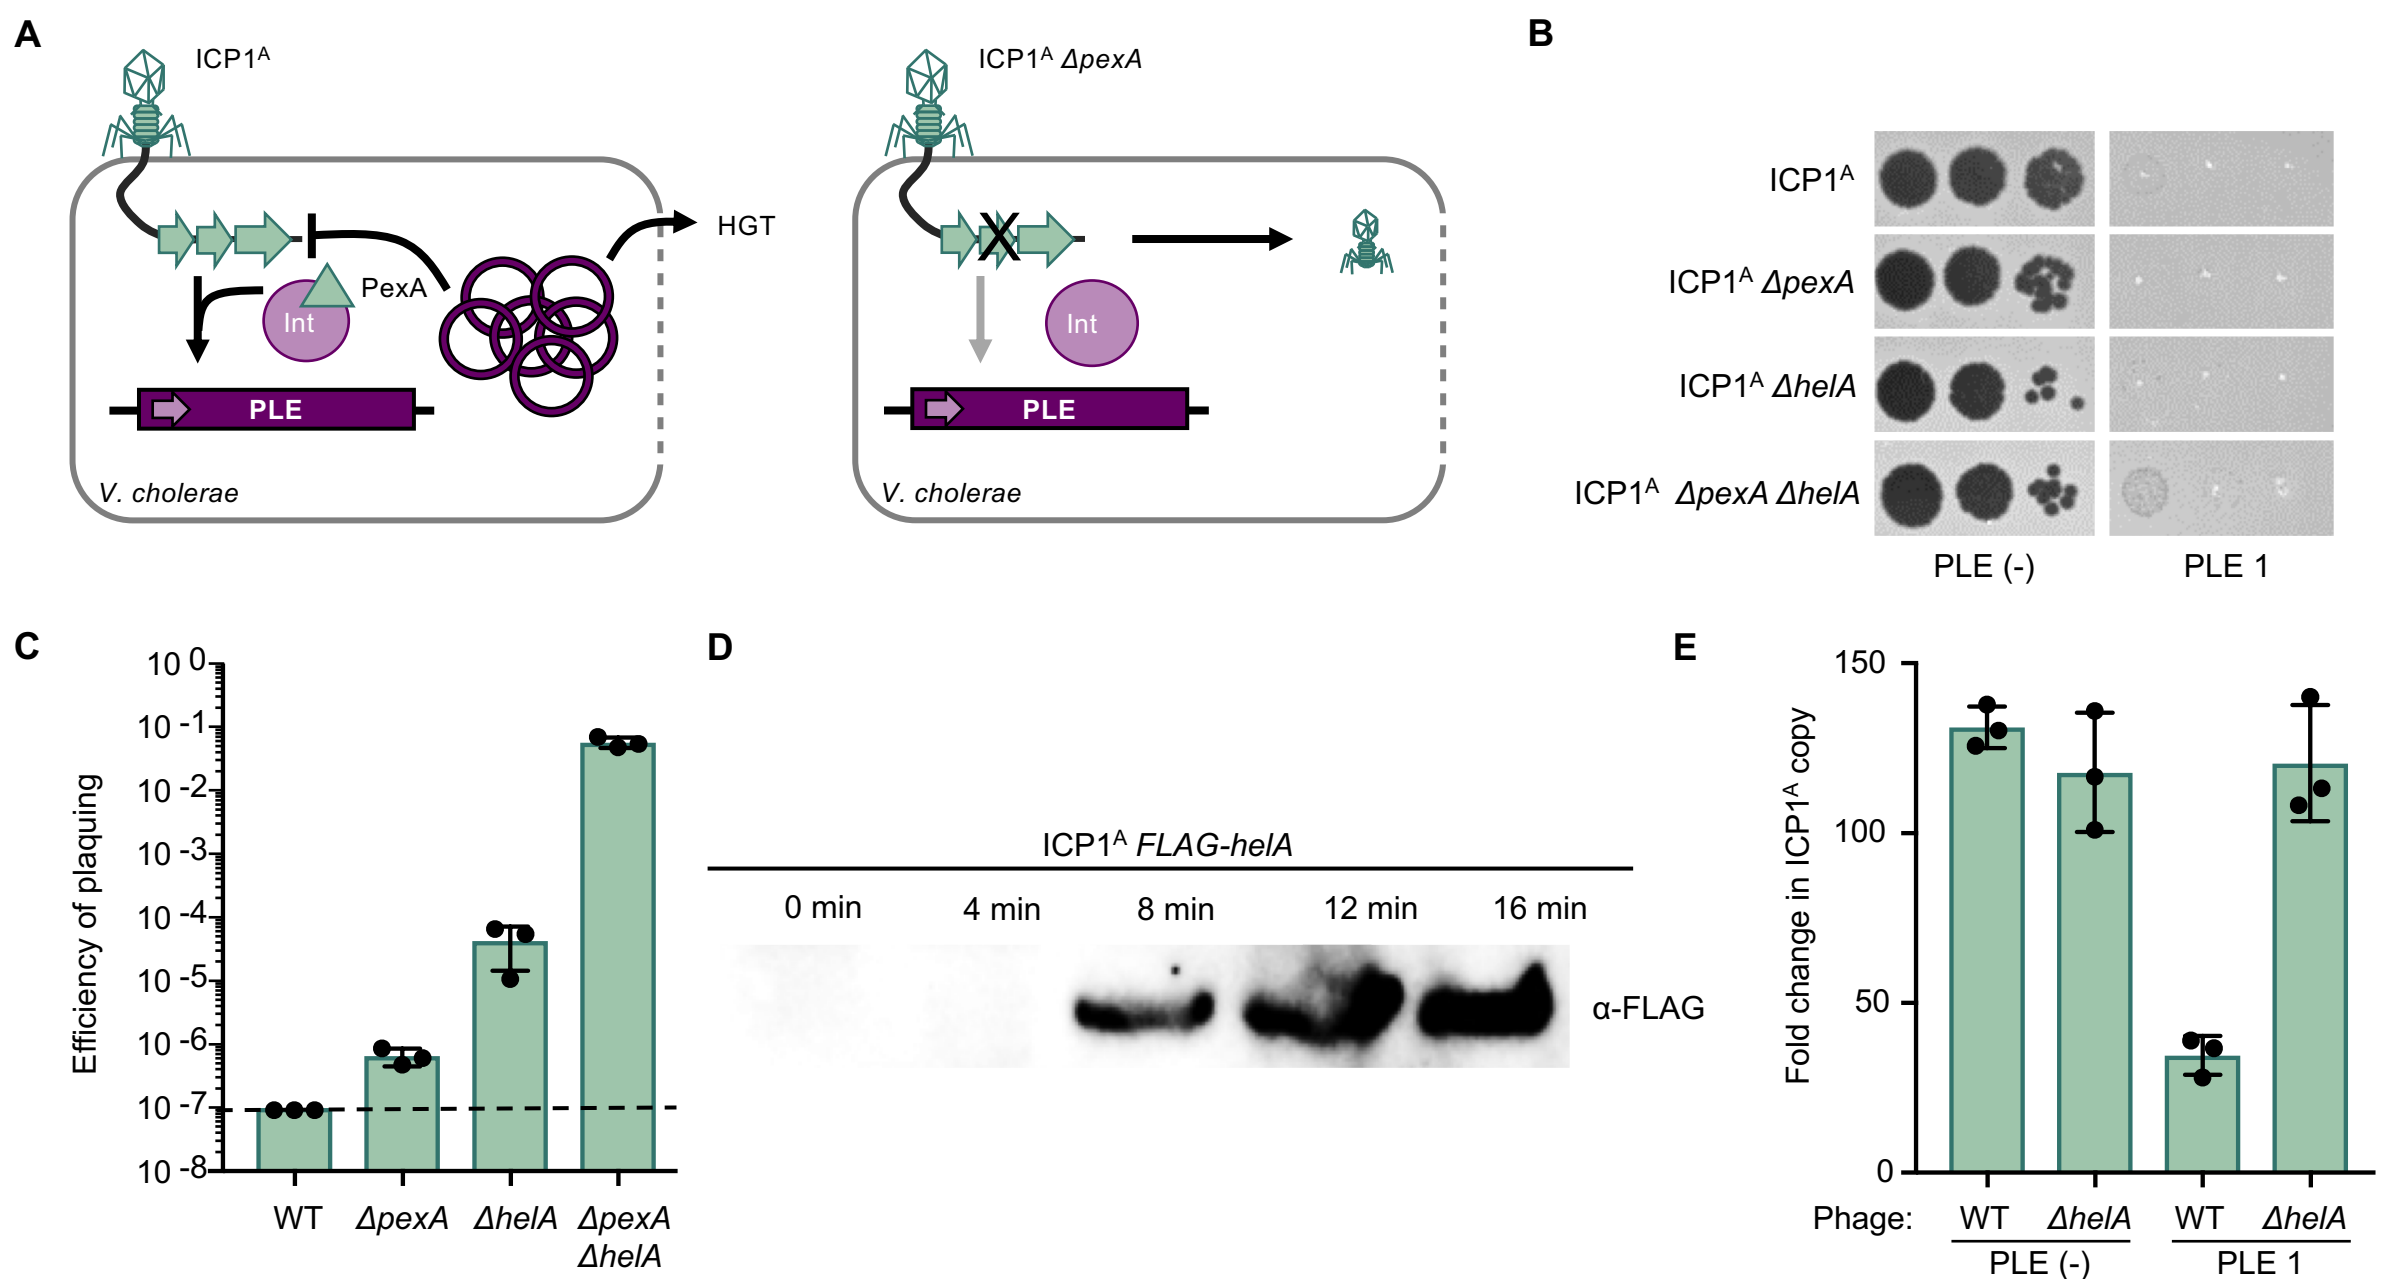 A
ICP1ᴬ
HGT
PexA
Int
PLE
V. cholerae
ICP1ᴬ ΔpexA
Int
PLE
V. cholerae
B
ICP1ᴬ
ICP1ᴬ ΔpexA
ICP1ᴬ ΔhelA
ICP1ᴬ ΔpexA ΔhelA
PLE (-) PLE 1
C
Efficiency of plaquing
10 0
10 -1
10 -2
10 -3
10 -4
10 -5
10 -6
10 -7
10 -8
WT ΔpexA ΔhelA ΔpexA
ΔhelA
D
ICP1ᴬ FLAG-helA
0 min 4 min 8 min 12 min 16 min
α-FLAG
E
Fold change in ICP1ᴬ copy
150
100
50
0
Phage: WT ΔhelA WT ΔhelA
PLE (-) PLE 1